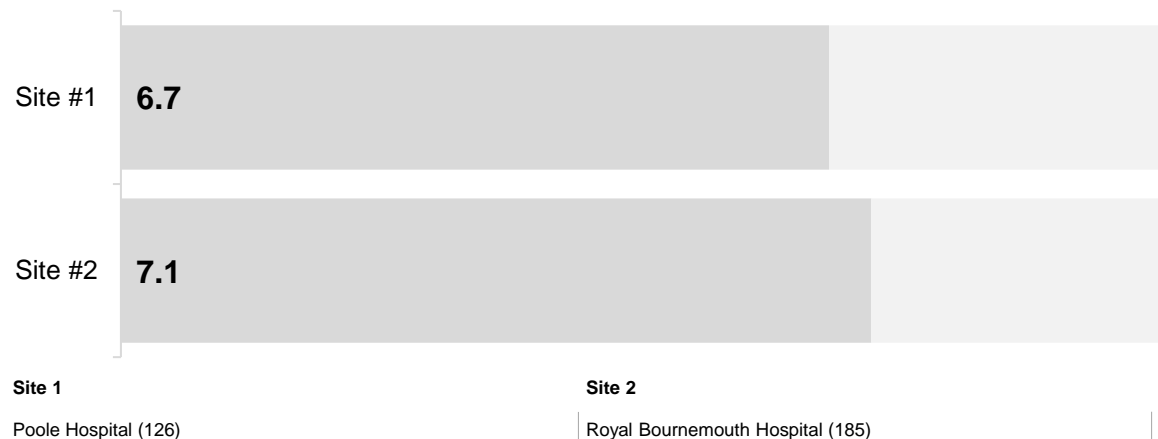 Site #1 6.7
Site #2 7.1
Site 1 Site 2
Poole Hospital (126) Royal Bournemouth Hospital (185)